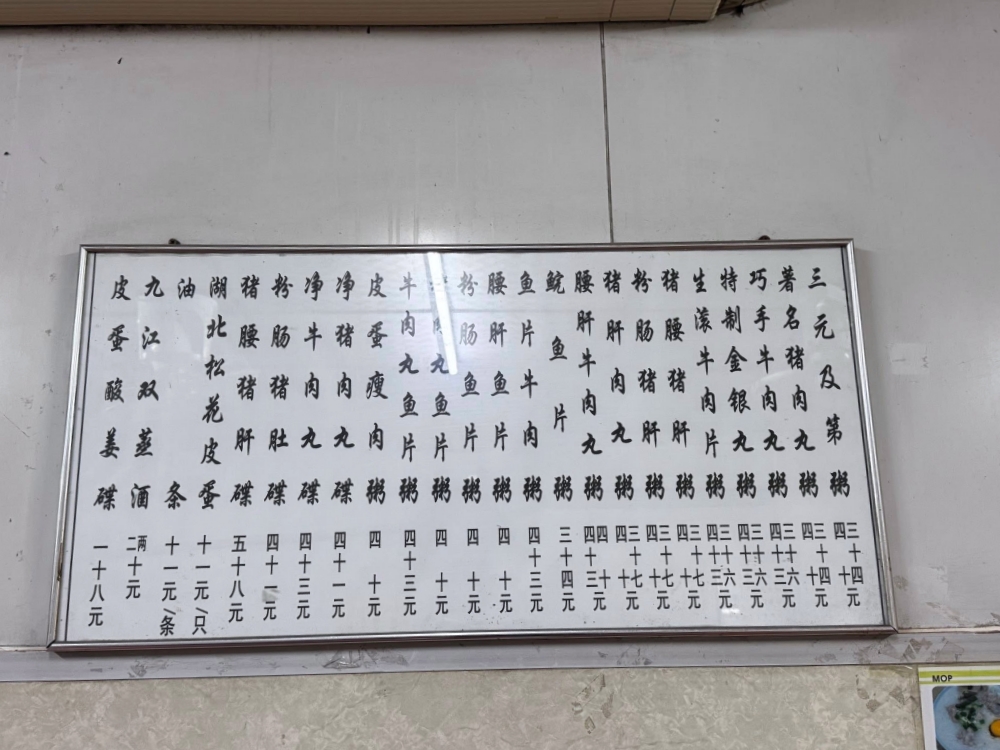 三元及第粥 三十四元
著名猪肉丸粥 三十四元
巧手牛肉丸粥 三十六元
特制金银丸粥 三十六元
生滚牛肉片粥 三十六元
猪腰猪肝粥 三十七元
粉肠猪肝粥 三十七元
猪肝肉丸粥 三十七元
腰肝牛肉丸粥 四十三元
鲩鱼片粥 三十四元
鱼片牛肉粥 四十三元
腰肝鱼片粥 四十元
粉肠鱼片粥 四十元
肉丸鱼片粥 四十元
牛肉丸鱼片粥 四十三元
皮蛋瘦肉粥 四十元
净猪肉丸碟 四十一元
净牛肉丸碟 四十三元
粉肠猪肚碟 四十一元
猪腰猪肝碟 五十八元
湖北松花皮蛋 十一元/只
油条 十一元/条
九江双蒸酒 二两十元
皮蛋酸姜碟 一十八元
MOP